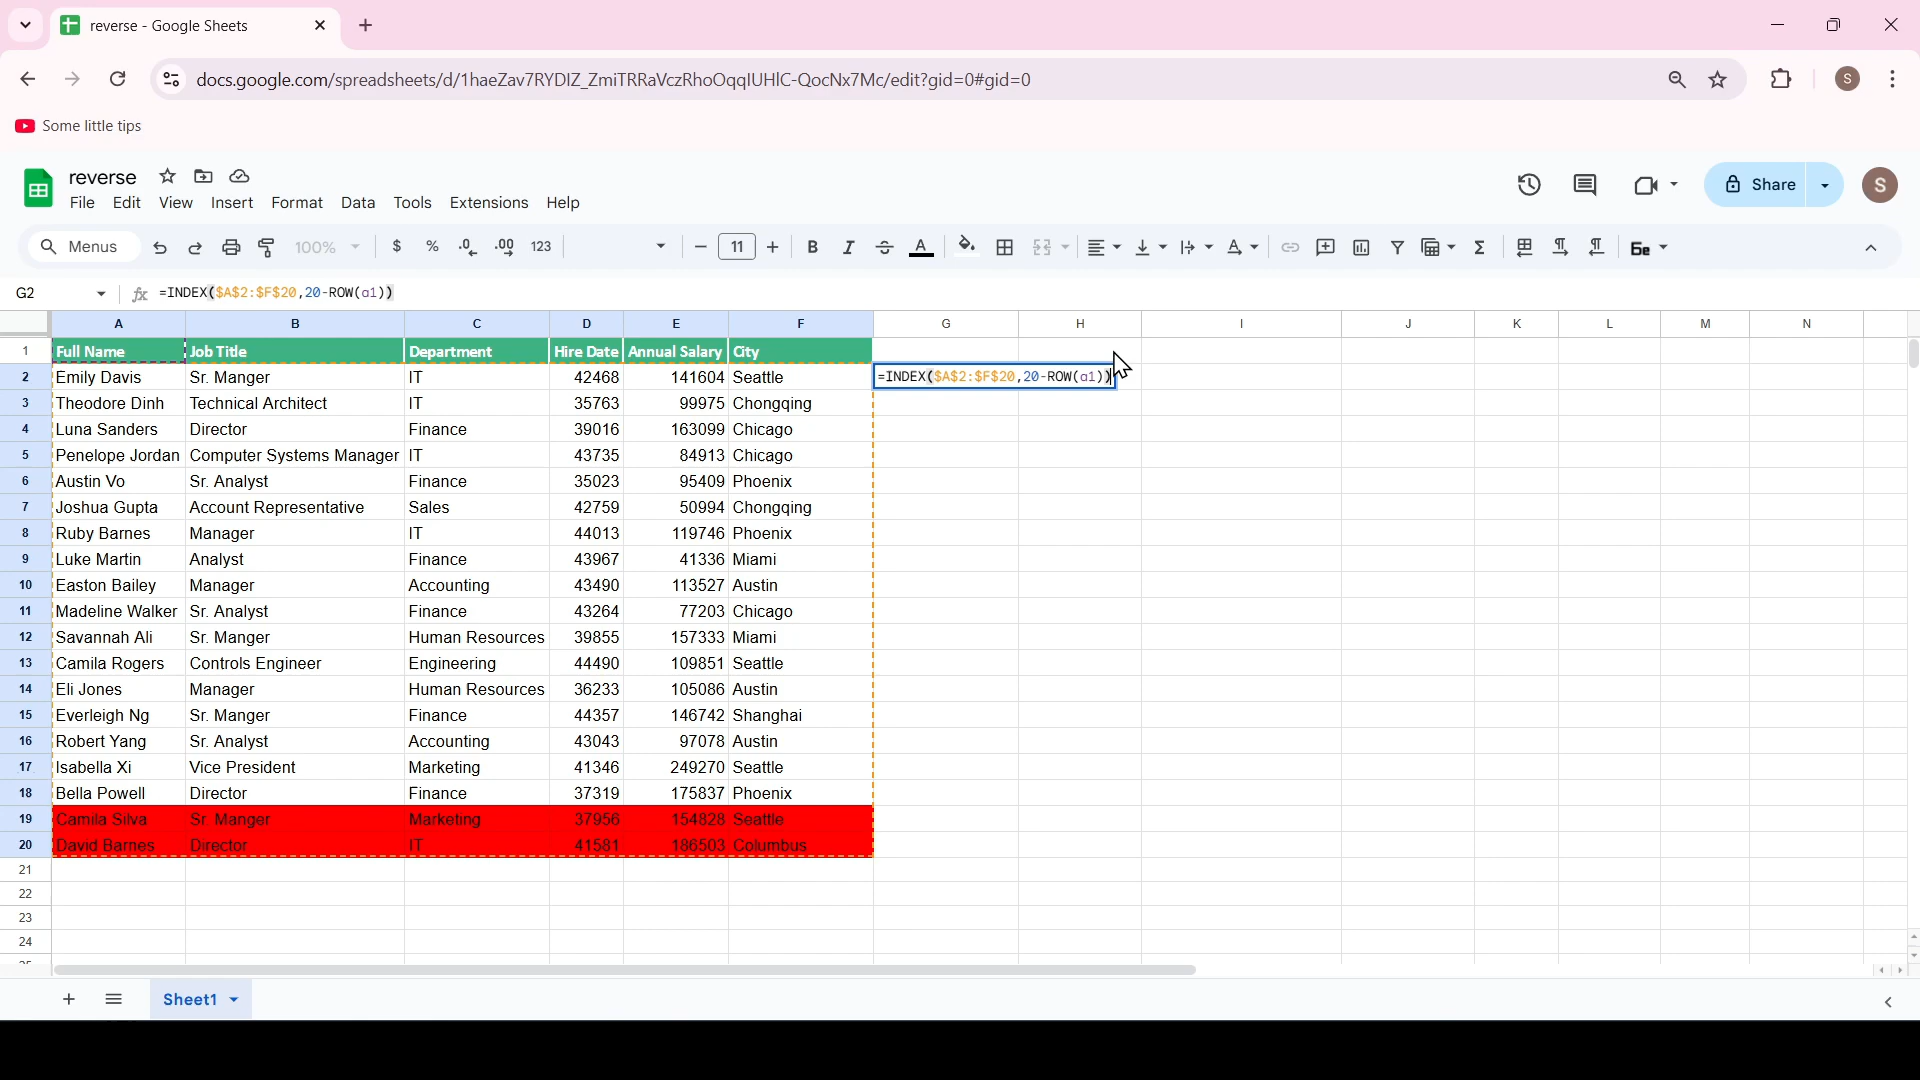 reverse - Google Sheets
docs.google.com/spreadsheets/d/1haeZav7RYDIZ_ZmiTRRaVczRhoOqqIUHIC-QocNx7Mc/edit?gid=0#gid=0
S
Some little tips
reverse
File Edit View Insert Format Data Tools Extensions Help
Share
S
Menus 100% $ % .0 .00 123 11 B I A Бe
G2 fx =INDEX($A$2:$F$20,20-ROW(a1))
A B C D E F G H I J K L M N
1 Full Name Job Title Department Hire Date Annual Salary City
2 Emily Davis Sr. Manger IT 42468 141604 Seattle =INDEX($A$2:$F$20,20-ROW(a1))
3 Theodore Dinh Technical Architect IT 35763 99975 Chongqing
4 Luna Sanders Director Finance 39016 163099 Chicago
5 Penelope Jordan Computer Systems Manager IT 43735 84913 Chicago
6 Austin Vo Sr. Analyst Finance 35023 95409 Phoenix
7 Joshua Gupta Account Representative Sales 42759 50994 Chongqing
8 Ruby Barnes Manager IT 44013 119746 Phoenix
9 Luke Martin Analyst Finance 43967 41336 Miami
10 Easton Bailey Manager Accounting 43490 113527 Austin
11 Madeline Walker Sr. Analyst Finance 43264 77203 Chicago
12 Savannah Ali Sr. Manger Human Resources 39855 157333 Miami
13 Camila Rogers Controls Engineer Engineering 44490 109851 Seattle
14 Eli Jones Manager Human Resources 36233 105086 Austin
15 Everleigh Ng Sr. Manger Finance 44357 146742 Shanghai
16 Robert Yang Sr. Analyst Accounting 43043 97078 Austin
17 Isabella Xi Vice President Marketing 41346 249270 Seattle
18 Bella Powell Director Finance 37319 175837 Phoenix
19 Camila Silva Sr. Manger Marketing 37956 154828 Seattle
20 David Barnes Director IT 41581 186503 Columbus
21
22
23
24
Sheet1